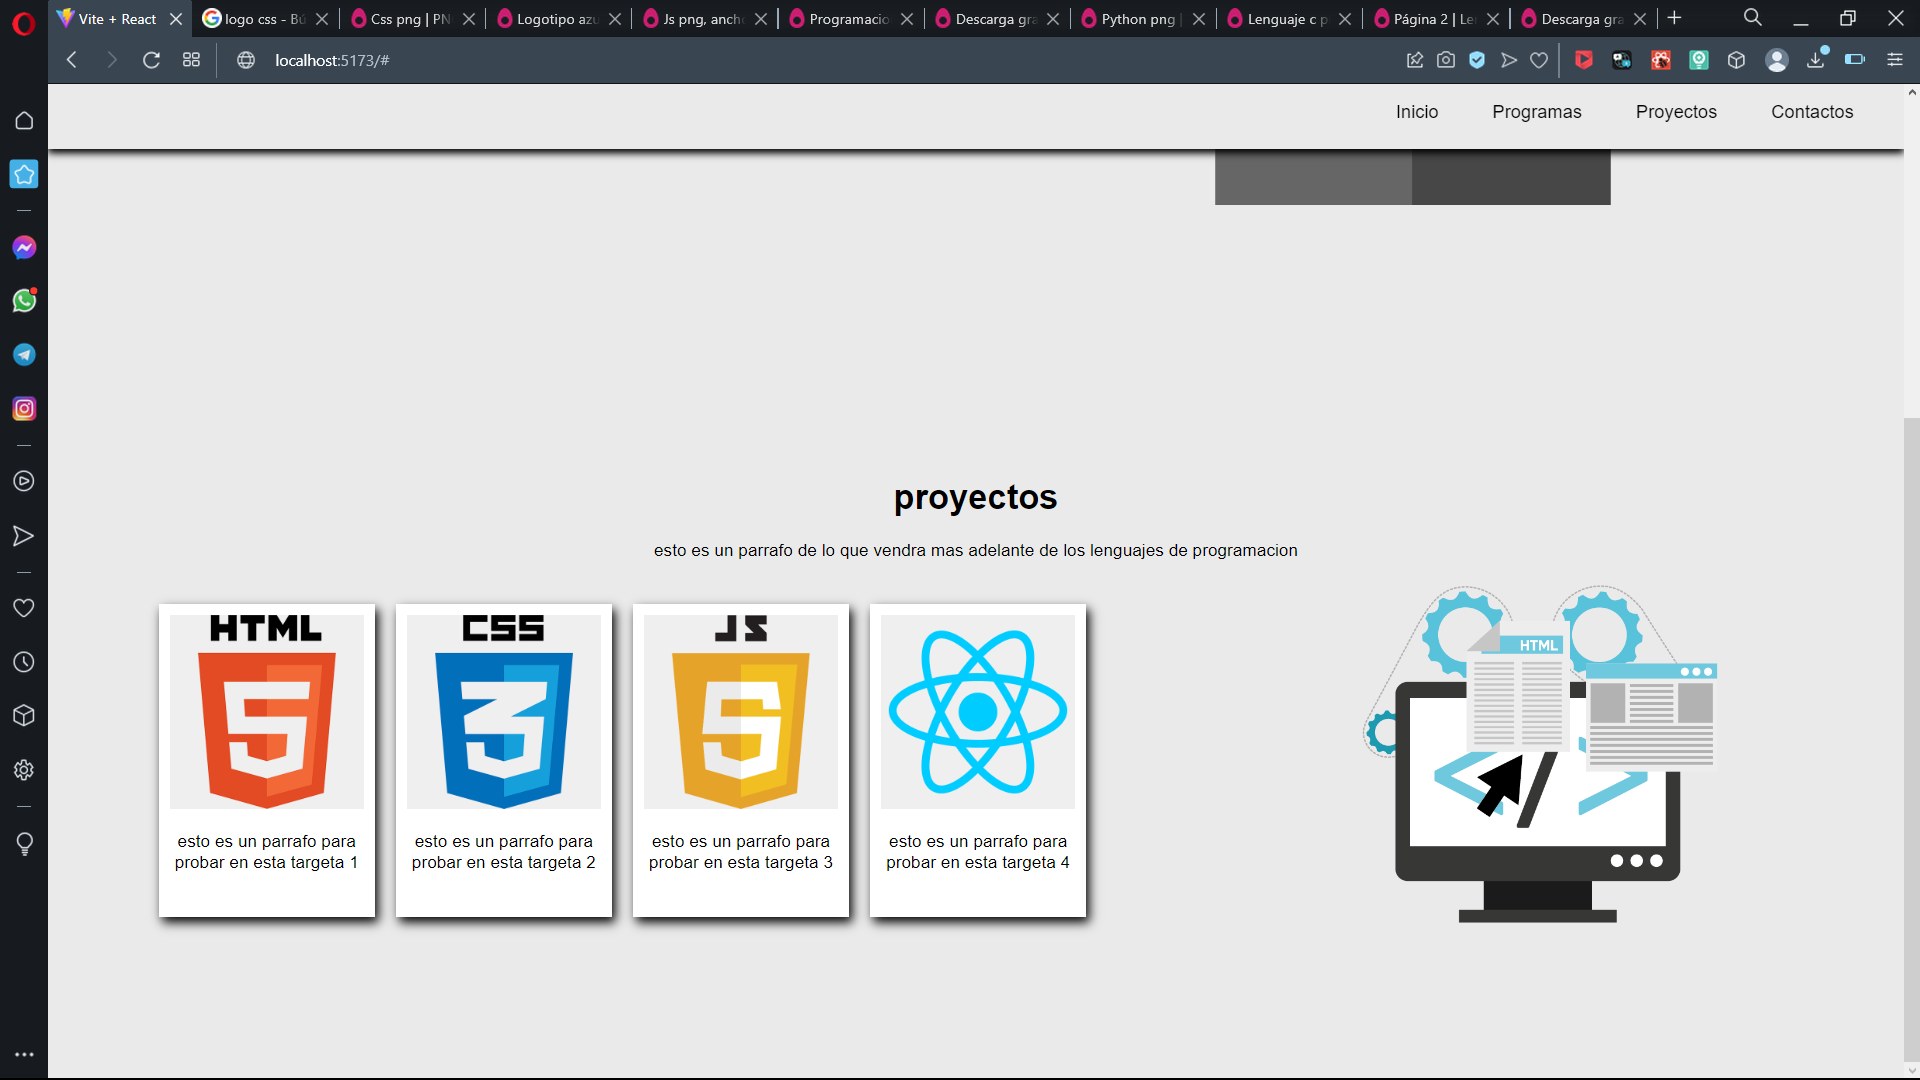 Vite + React
logo css - Bú
Css png | PN
Logotipo azu
Js png, anch
Programacio
Descarga gra
Python png |
Lenguaje c p
Página 2 | Le
Descarga gra
localhost:5173/#
Inicio Programas Proyectos Contactos
proyectos
esto es un parrafo de lo que vendra mas adelante de los lenguajes de programacion
HTML
esto es un parrafo para
probar en esta targeta 1
CSS
esto es un parrafo para
probar en esta targeta 2
JS
esto es un parrafo para
probar en esta targeta 3
esto es un parrafo para
probar en esta targeta 4
HTML